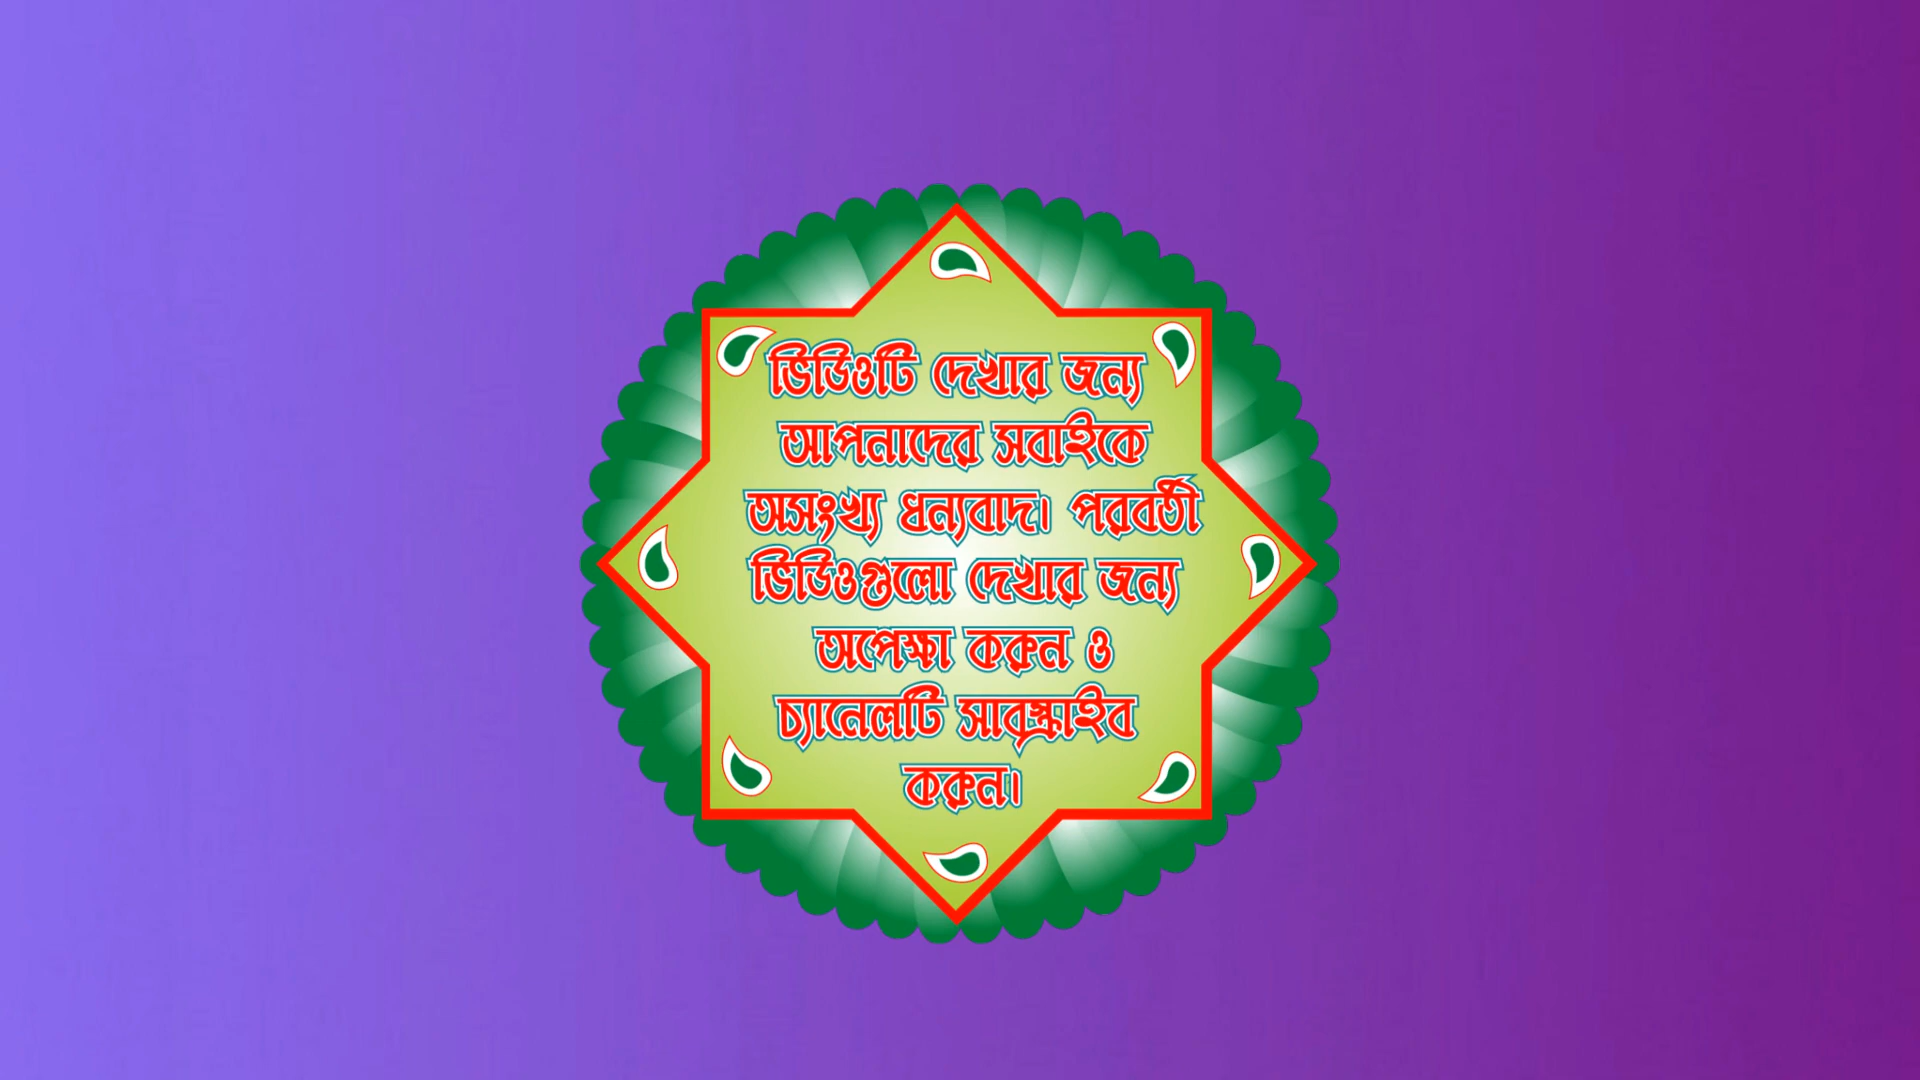 ভিডিওটি দেখার জন্য
আপনাদের সবাইকে
অসংখ্য ধন্যবাদ। পরবর্তী
ভিডিওগুলো দেখার জন্য
অপেক্ষা করুন ও
চ্যানেলটি সাবস্ক্রাইব
করুন।